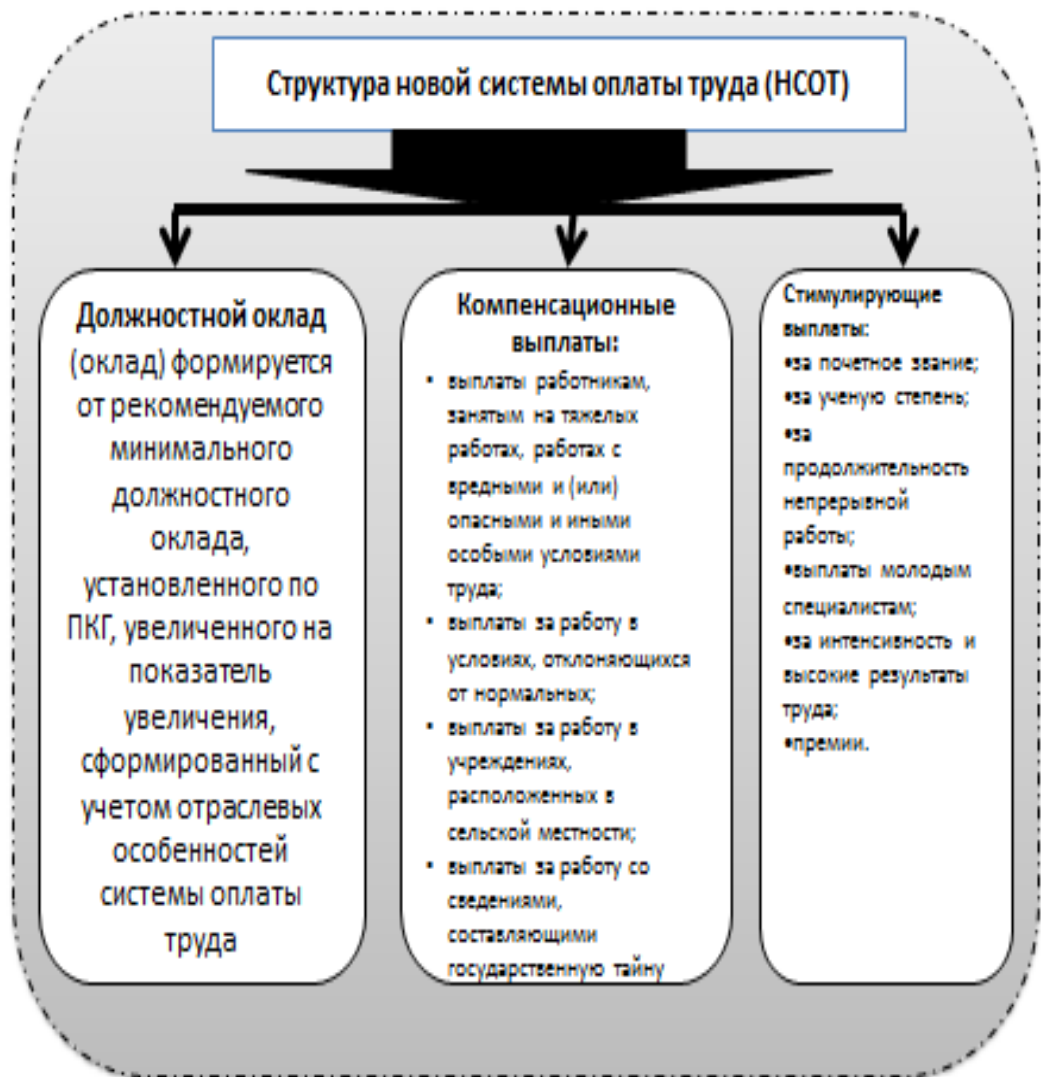 Структура новой системы оплаты труда (НСОТ)
Должностной оклад
(оклад) формируется
от рекомендуемого
минимального
должностного
оклада,
установленного по
ПКГ, увеличенного на
показатель
увеличения,
сформированный с
учетом отраслевых
особенностей
системы оплаты
труда
Компенсационные
выплаты:
• выплаты работникам,
занятым на тяжелых
работах, работах с
вредными и (или)
опасными и иными
особыми условиями
труда;
• выплаты за работу в
условиях, отклоняющихся
от нормальных;
• выплаты за работу в
учреждениях,
расположенных в
сельской местности;
• выплаты за работу со
сведениями,
составляющими
государственную тайну
Стимулирующие
выплаты:
•за почетное звание;
•за ученую степень;
•за
продолжительность
непрерывной
работы;
•выплаты молодым
специалистам;
•за интенсивность и
высокие результаты
труда;
•премии.